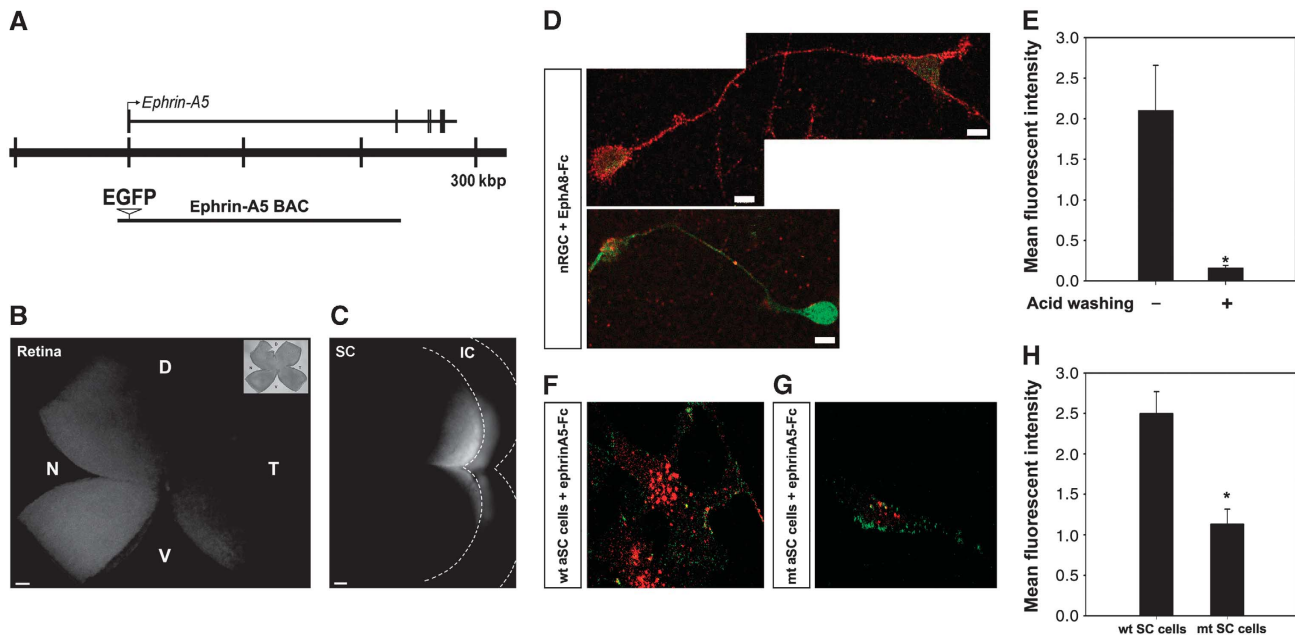 A
Ephrin-A5
300 kbp
EGFP
Ephrin-A5 BAC
B
Retina
D
N
T
V
C
SC
IC
D
nRGC + EphA8-Fc
E
Mean fluorescent intensity
3.0
2.5
2.0
1.5
1.0
0.5
0.0
*
Acid washing
–
+
F
wt aSC cells + ephrinA5-Fc
G
mt aSC cells + ephrinA5-Fc
H
Mean fluorescent intensity
3.0
2.5
2.0
1.5
1.0
0.5
0.0
*
wt SC cells
mt SC cells